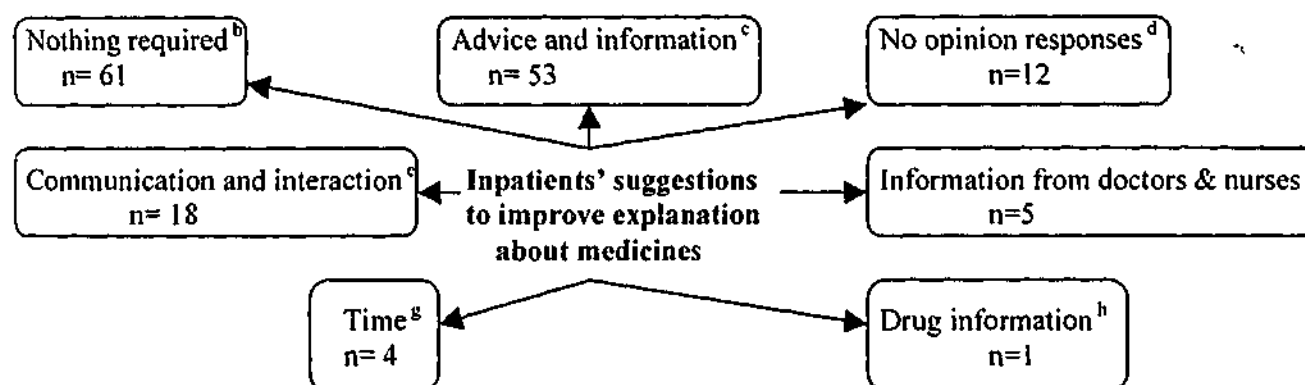 Nothing required b
n= 61
Advice and information c
n= 53
No opinion responses d
n=12
Communication and interaction e
n= 18
Inpatients' suggestions
to improve explanation
about medicines
Information from doctors & nurses
n=5
Time g
n= 4
Drug information h
n=1